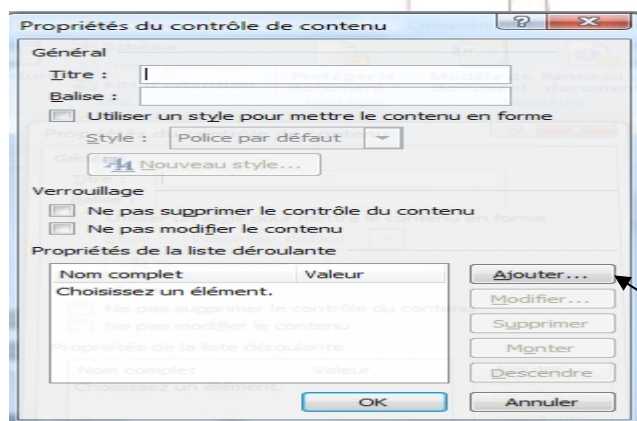 Propriétés du contrôle de contenu
Général
Titre :
Balise :
Utiliser un style pour mettre le contenu en forme
Style : Police par défaut
Nouveau style...
Verrouillage
Ne pas supprimer le contrôle du contenu
Ne pas modifier le contenu
Propriétés de la liste déroulante
Nom complet Valeur
Choisissez un élément.
Ajouter...
Modifier...
Supprimer
Monter
Descendre
OK
Annuler